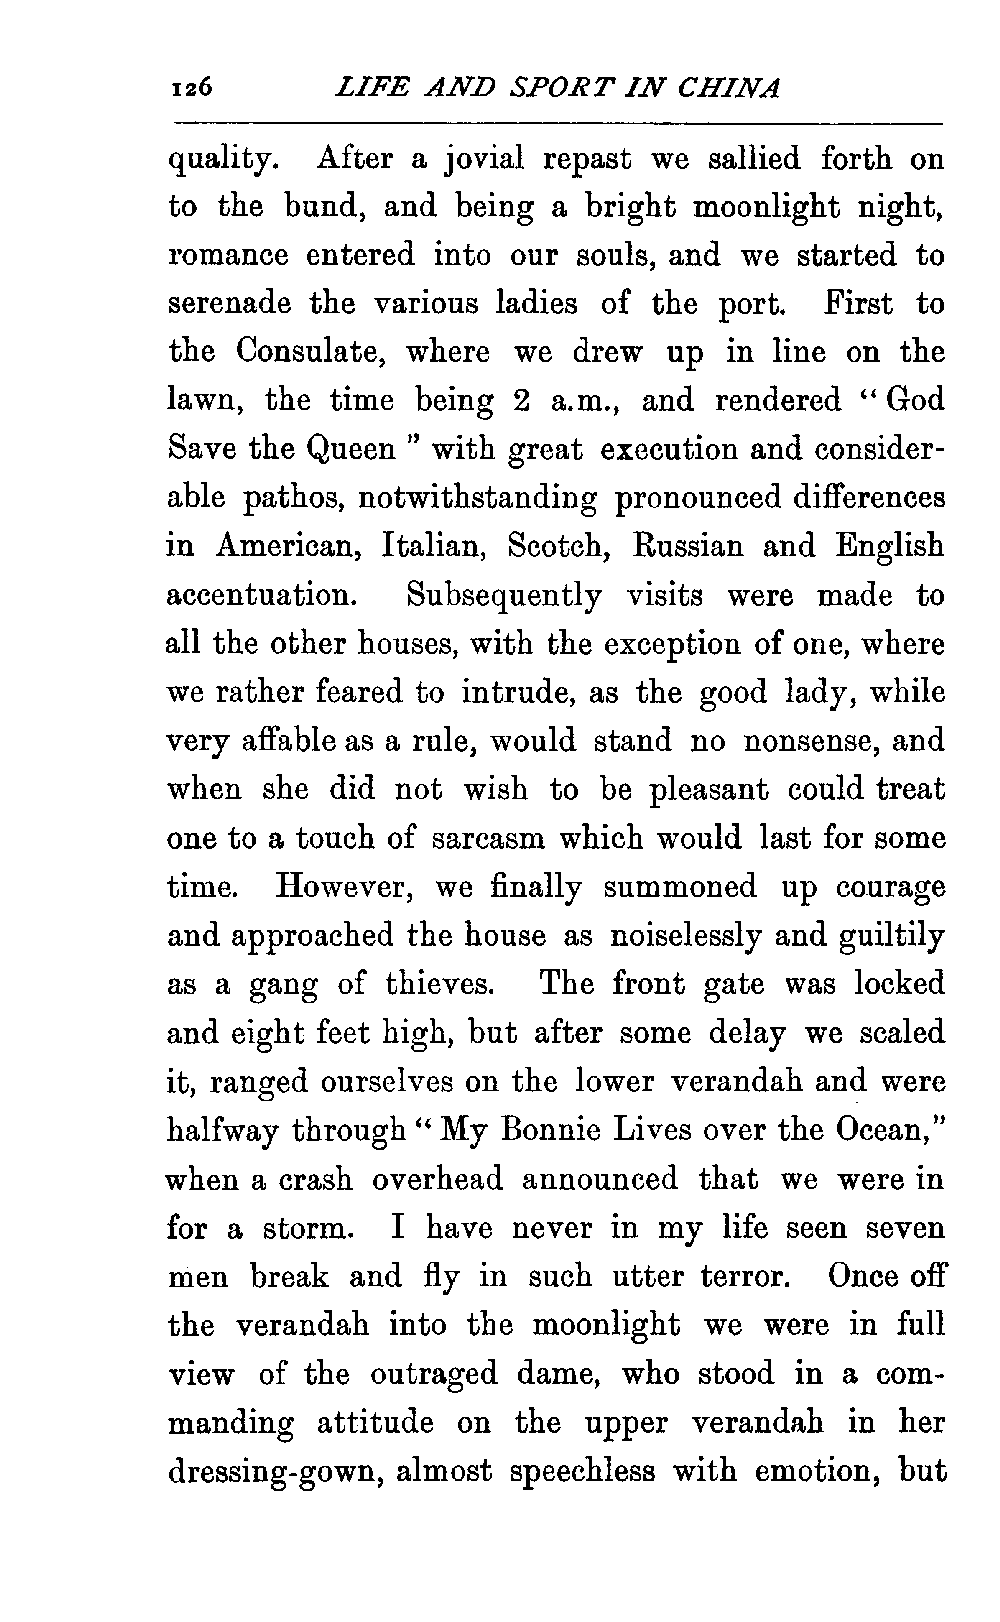 126 LIFE AND SPORT IN CHINA
quality. After a jovial repast we sallied forth on
to the bund, and being a bright moonlight night,
romance entered into our souls, and we started to
serenade the various ladies of the port. First to
the Consulate, where we drew up in line on the
lawn, the time being 2 a.m., and rendered “ God
Save the Queen ” with great execution and consider-
able pathos, notwithstanding pronounced differences
in American, Italian, Scotch, Russian and English
accentuation. Subsequently visits were made to
all the other houses, with the exception of one, where
we rather feared to intrude, as the good lady, while
very affable as a rule, would stand no nonsense, and
when she did not wish to be pleasant could treat
one to a touch of sarcasm which would last for some
time. However, we finally summoned up courage
and approached the house as noiselessly and guiltily
as a gang of thieves. The front gate was locked
and eight feet high, but after some delay we scaled
it, ranged ourselves on the lower verandah and were
halfway through “ My Bonnie Lives over the Ocean,”
when a crash overhead announced that we were in
for a storm. I have never in my life seen seven
men break and fly in such utter terror. Once off
the verandah into the moonlight we were in full
view of the outraged dame, who stood in a com-
manding attitude on the upper verandah in her
dressing-gown, almost speechless with emotion, but